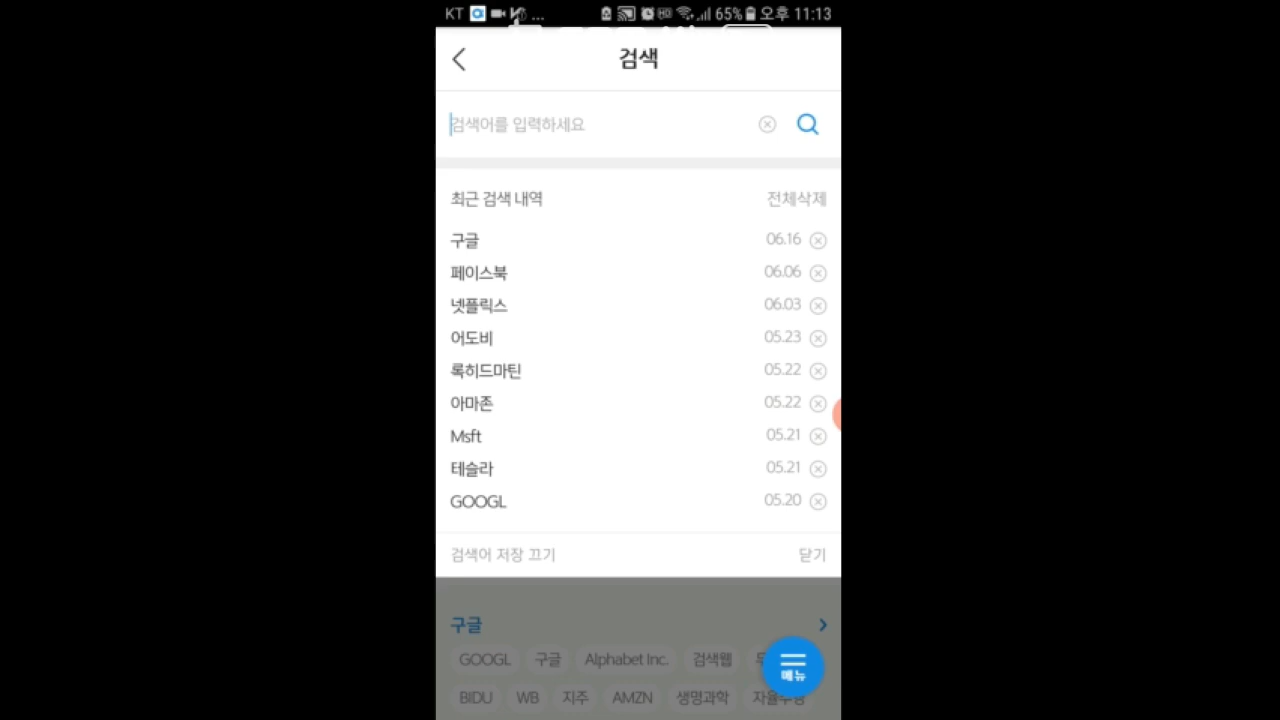 KT ... 65% 오후 11:13
검색
검색어를 입력하세요
최근 검색 내역 전체삭제
구글 06.16
페이스북 06.06
넷플릭스 06.03
어도비 05.23
록히드마틴 05.22
아마존 05.22
Msft 05.21
테슬라 05.21
GOOGL 05.20
검색어 저장 끄기 닫기
구글
GOOGL 구글 Alphabet Inc. 검색웹
메뉴
BIDU WB 지주 AMZN 생명과학 자율주행